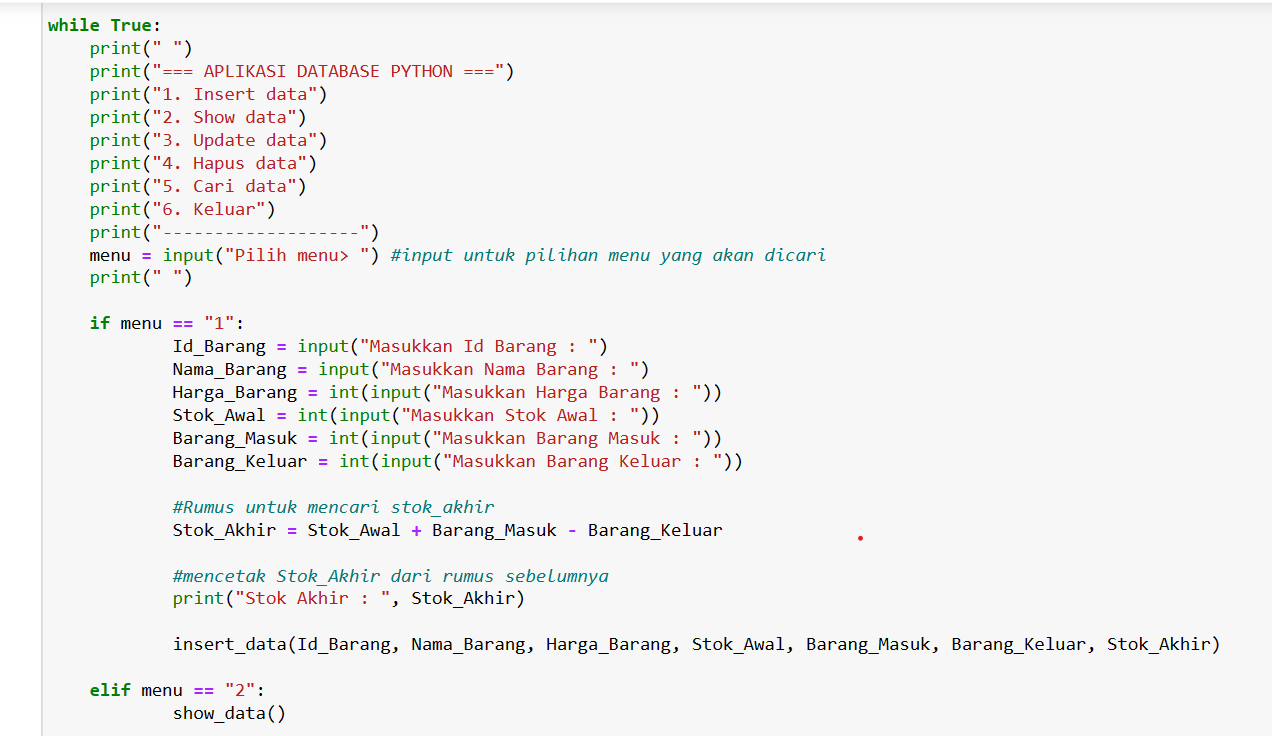 while True:
    print(" ")
    print("=== APLIKASI DATABASE PYTHON ===")
    print("1. Insert data")
    print("2. Show data")
    print("3. Update data")
    print("4. Hapus data")
    print("5. Cari data")
    print("6. Keluar")
    print("-------------------")
    menu = input("Pilih menu> ") #input untuk pilihan menu yang akan dicari
    print(" ")

    if menu == "1":
            Id_Barang = input("Masukkan Id Barang : ")
            Nama_Barang = input("Masukkan Nama Barang : ")
            Harga_Barang = int(input("Masukkan Harga Barang : "))
            Stok_Awal = int(input("Masukkan Stok Awal : "))
            Barang_Masuk = int(input("Masukkan Barang Masuk : "))
            Barang_Keluar = int(input("Masukkan Barang Keluar : "))

            #Rumus untuk mencari stok_akhir
            Stok_Akhir = Stok_Awal + Barang_Masuk - Barang_Keluar

            #mencetak Stok_Akhir dari rumus sebelumnya
            print("Stok Akhir : ", Stok_Akhir)

            insert_data(Id_Barang, Nama_Barang, Harga_Barang, Stok_Awal, Barang_Masuk, Barang_Keluar, Stok_Akhir)

    elif menu == "2":
            show_data()